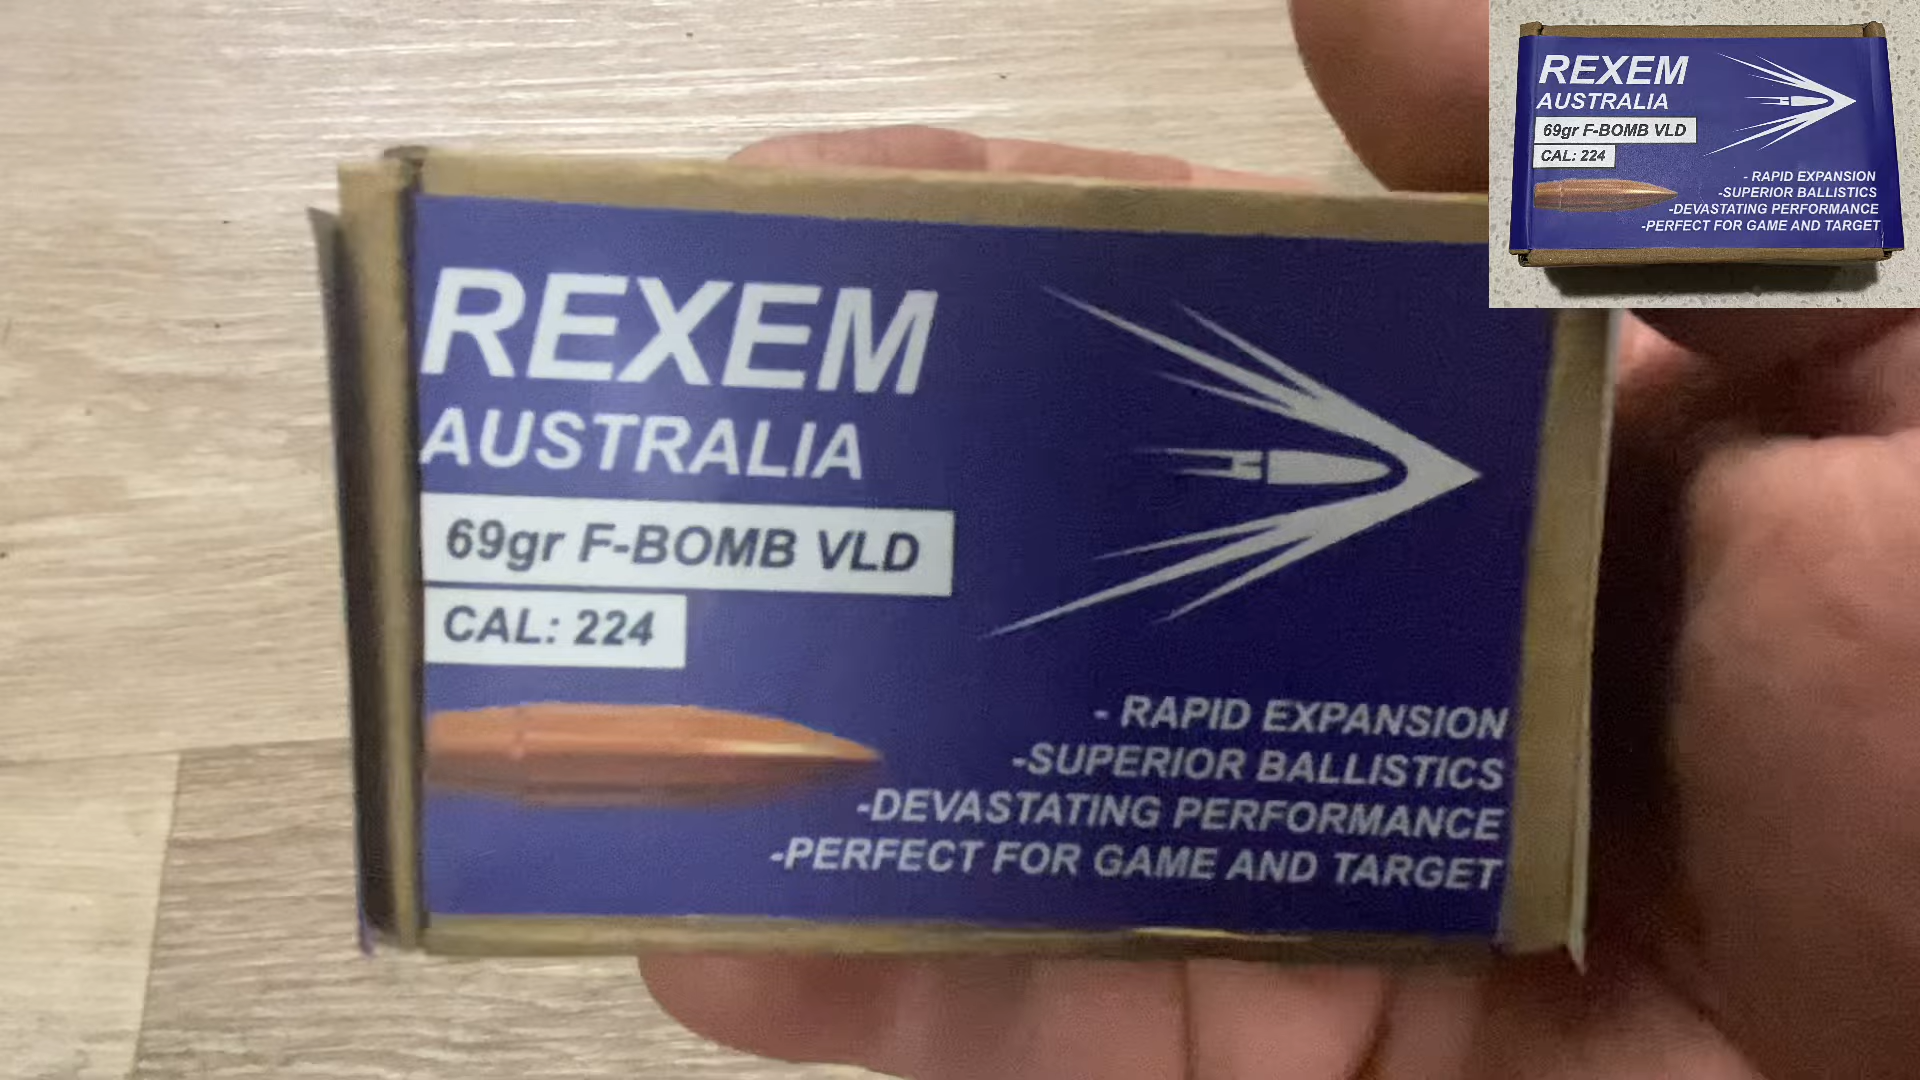 REXEM
AUSTRALIA
69gr F-BOMB VLD
CAL: 224
- RAPID EXPANSION
-SUPERIOR BALLISTICS
-DEVASTATING PERFORMANCE
-PERFECT FOR GAME AND TARGET
REXEM
AUSTRALIA
69gr F-BOMB VLD
CAL: 224
- RAPID EXPANSION
-SUPERIOR BALLISTICS
-DEVASTATING PERFORMANCE
-PERFECT FOR GAME AND TARGET